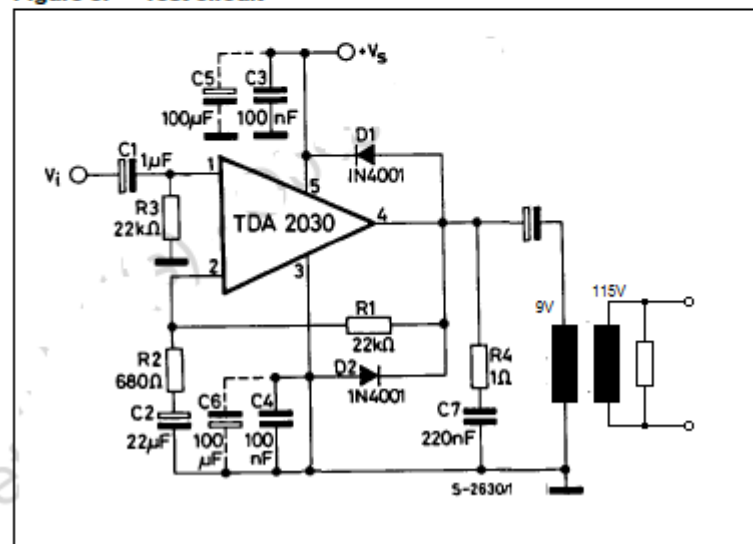 +Vs
C5
C3
100µF
100 nF
D1
1N4001
C1
1µF
Vi
1
5
TDA 2030
4
R3
22kΩ
3
2
9V
115V
R1
22kΩ
R2
680Ω
D2
1N4001
R4
1Ω
C2
22µF
C6
100
µF
C4
100
nF
C7
220nF
S-2630/1